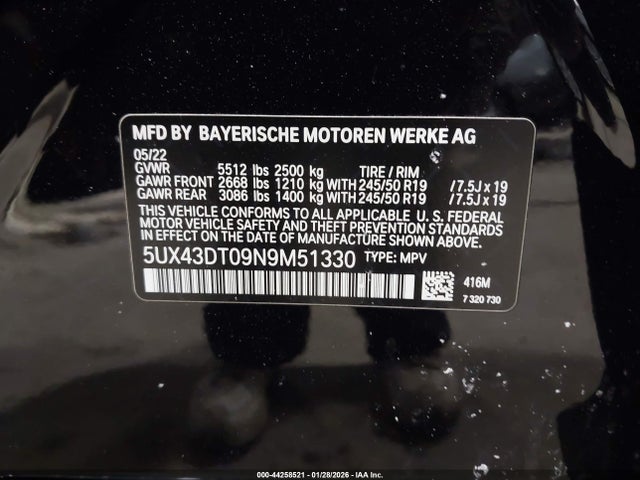 MFD BY BAYERISCHE MOTOREN WERKE AG
05/22
GVWR 5512 lbs 2500 kg TIRE / RIM
GAWR FRONT 2668 lbs 1210 kg WITH 245/50 R19 / 7.5J x 19
GAWR REAR 3086 lbs 1400 kg WITH 245/50 R19 / 7.5J x 19
THIS VEHICLE CONFORMS TO ALL APPLICABLE U. S. FEDERAL
MOTOR VEHICLE SAFETY AND THEFT PREVENTION STANDARDS
IN EFFECT ON THE DATE OF MANUFACTURE SHOWN ABOVE.
5UX43DT09N9M51330 TYPE: MPV
416M
7 320 730
000-44258521 - 01/28/2026 - IAA Inc.